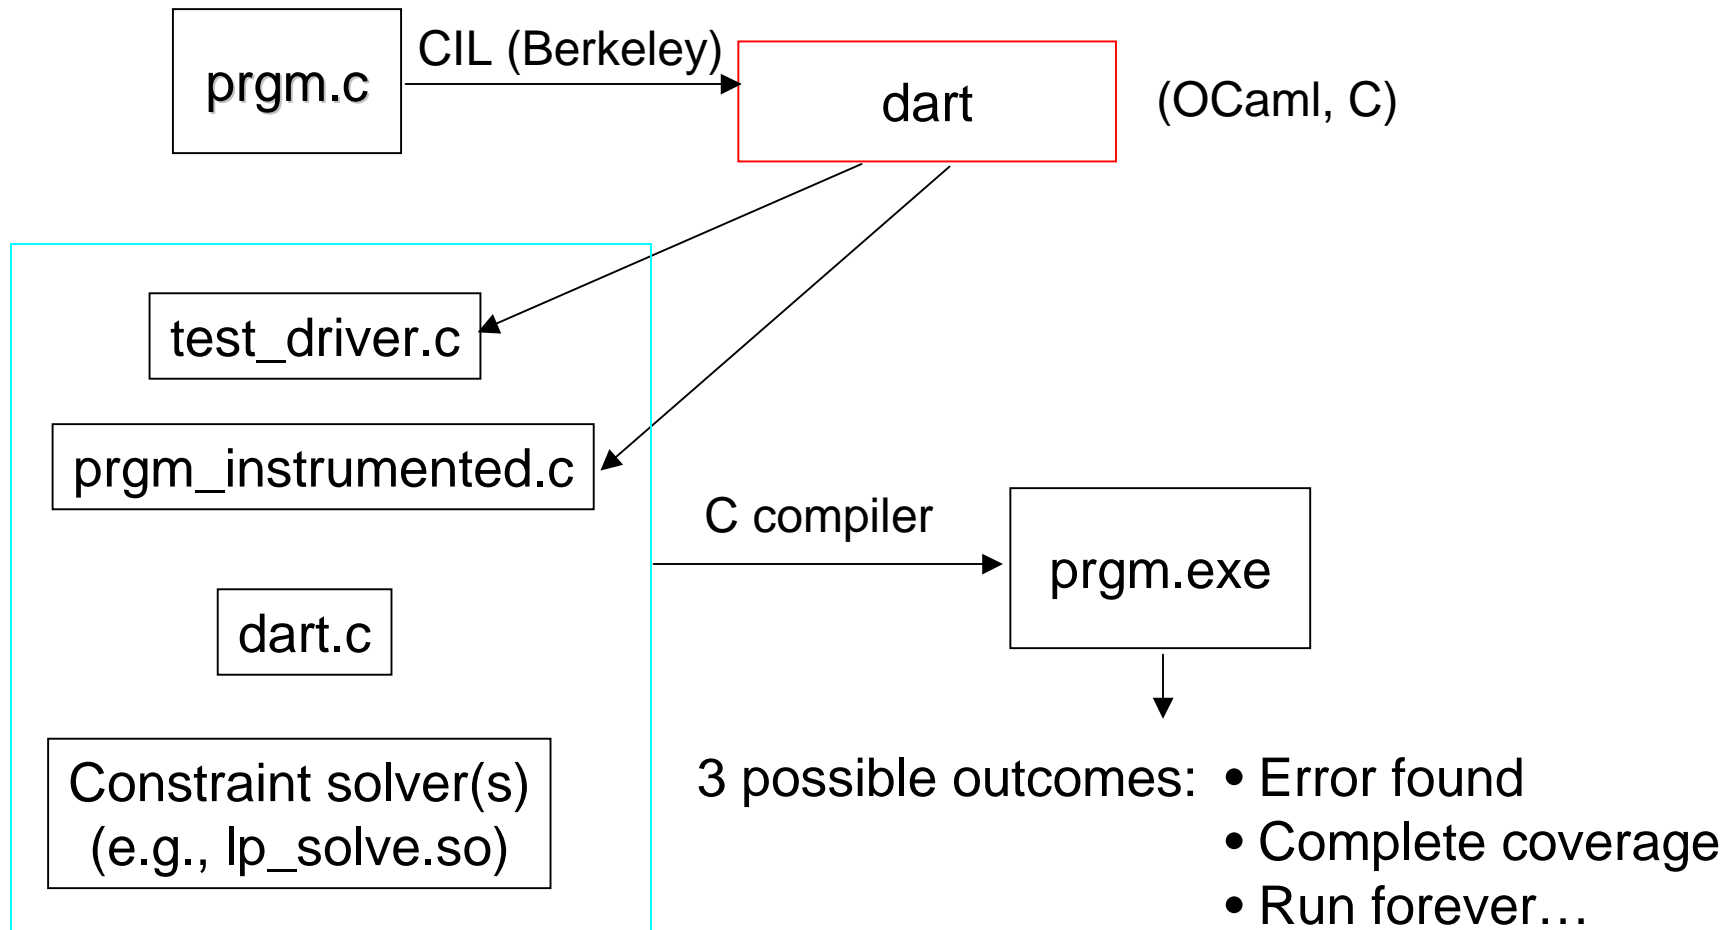 prgm.c
CIL (Berkeley)
dart
(OCaml, C)
test_driver.c
prgm_instrumented.c
C compiler
prgm.exe
dart.c
Constraint solver(s)
(e.g., lp_solve.so)
3 possible outcomes: • Error found
• Complete coverage
• Run forever…